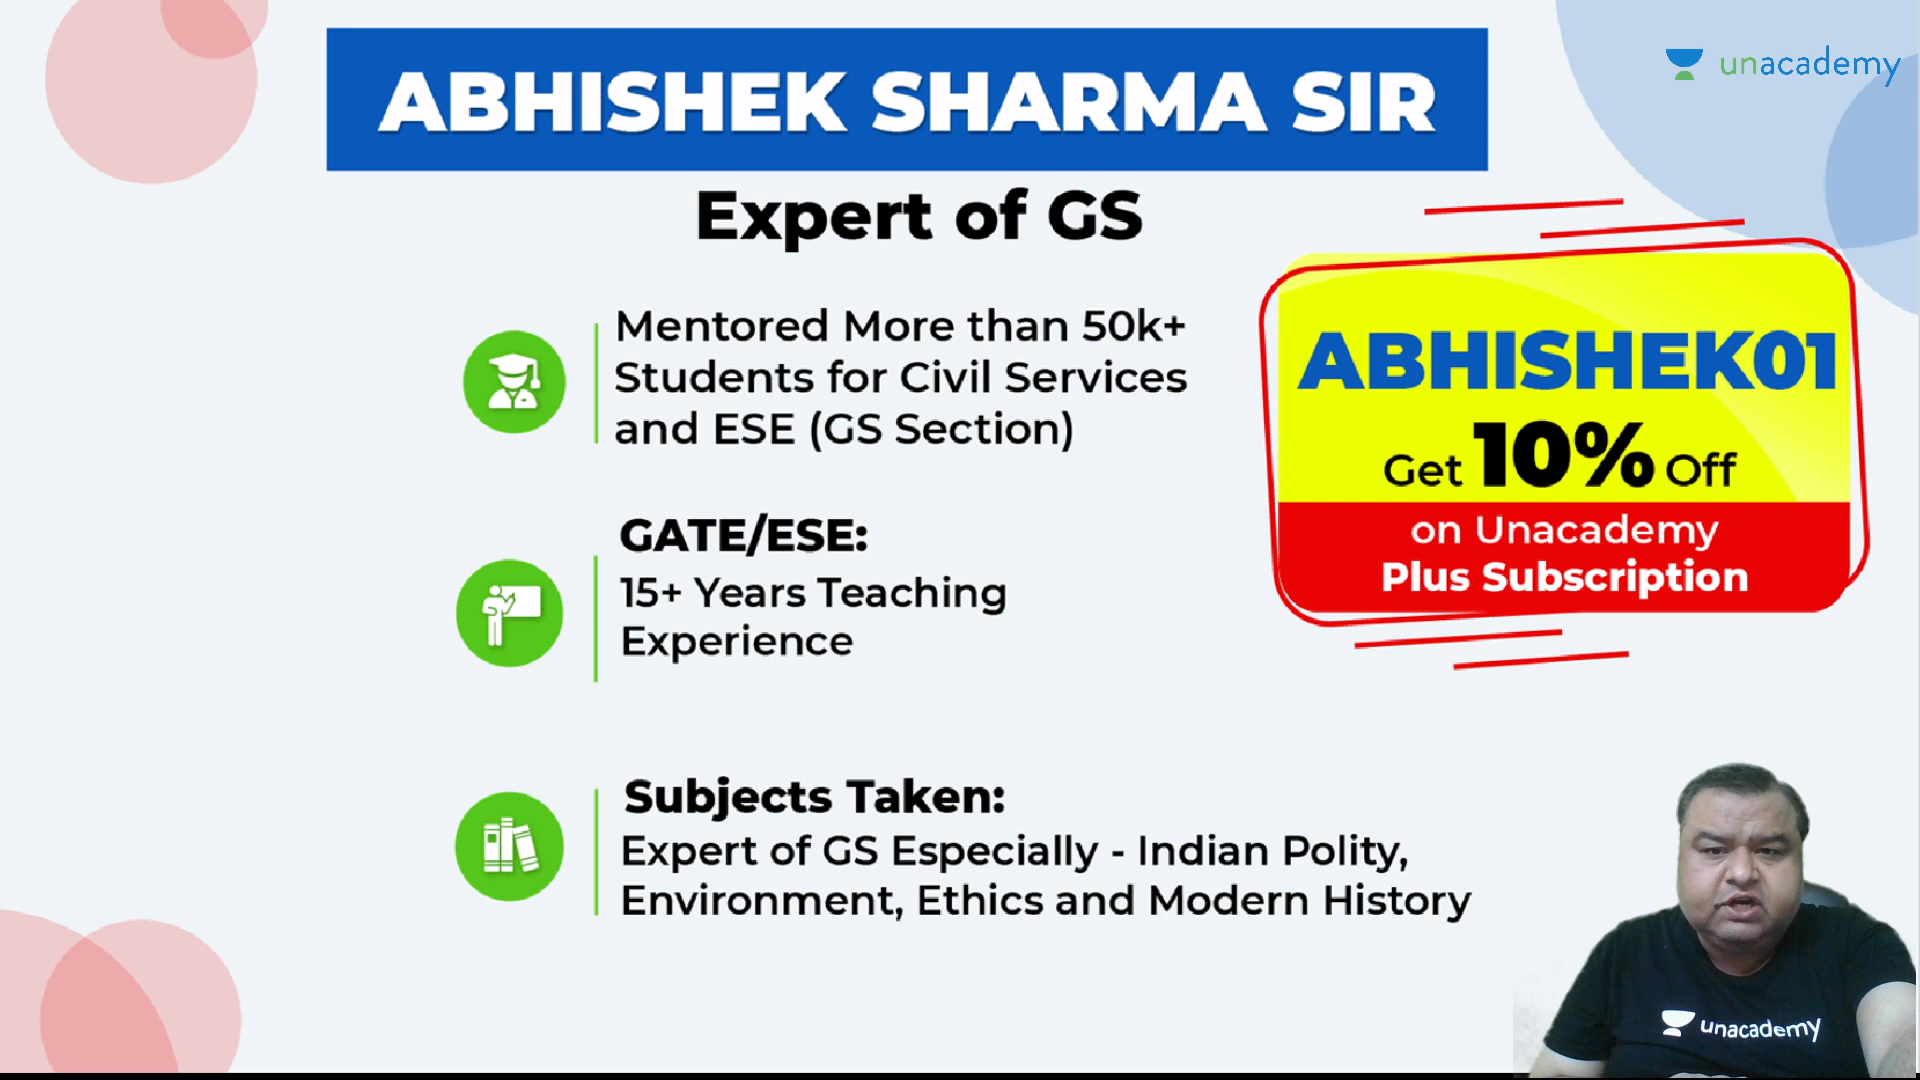 unacademy
ABHISHEK SHARMA SIR
Expert of GS
Mentored More than 50k+
Students for Civil Services
and ESE (GS Section)
GATE/ESE:
15+ Years Teaching
Experience
Subjects Taken:
Expert of GS Especially - Indian Polity,
Environment, Ethics and Modern History
ABHISHEK01
Get 10% Off
on Unacademy
Plus Subscription
unacademy